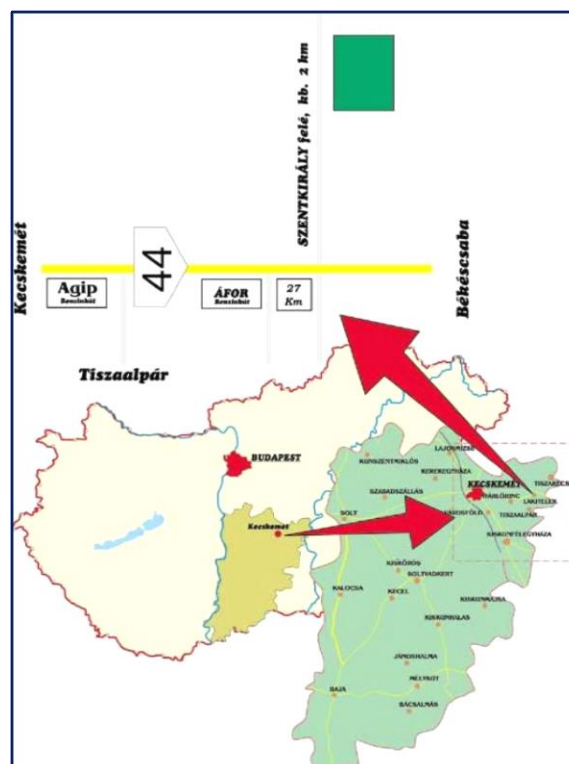 SZENTKIRÁLY felé, kb. 2 km
Kecskemét
44
Békéscsaba
Agip
Benzinkút
ÁFOR
Benzinkút
27
Km
Tiszaalpár
BUDAPEST
Kecskemét
LAJOSMIZSE
KUNSZENTMIKLÓS
KEREKEGYHÁZA
KECSKEMÉT
TISZAKÉCSKE
SZABADSZÁLLÁS
LAKITELEK
SOLT
VÁROSFÖLD
TISZAALPÁR
KISKUNFÉLEGYHÁZA
KISKŐRÖS
SOLTVADKERT
KALOCSA
KECEL
KISKUNMAJSA
KISKUNHALAS
JÁNOSHALMA
MÉLYKÚT
BAJA
BÁCSALMÁS